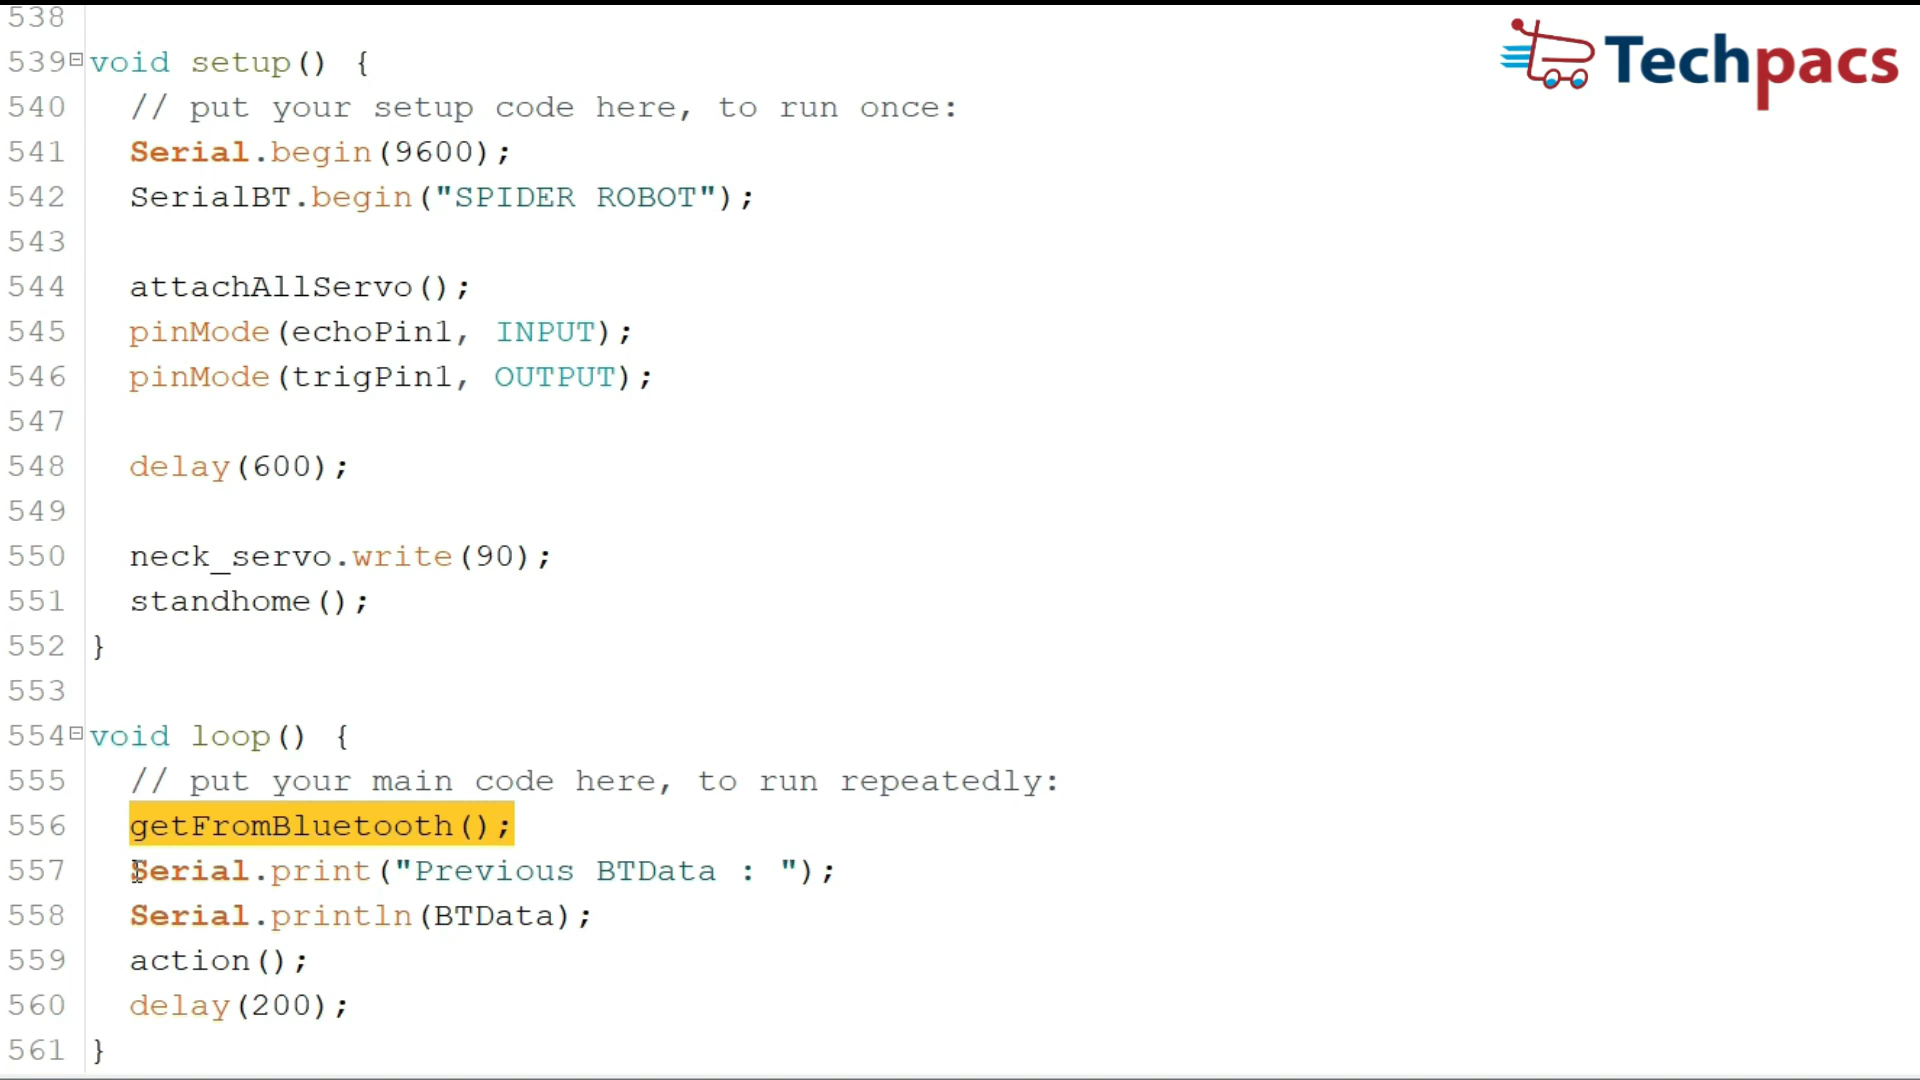 538
Techpacs
539 void setup() {
540 // put your setup code here, to run once:
541 Serial.begin(9600);
542 SerialBT.begin("SPIDER ROBOT");
543
544 attachAllServo();
545 pinMode(echoPin1, INPUT);
546 pinMode(trigPin1, OUTPUT);
547
548 delay(600);
549
550 neck_servo.write(90);
551 standhome();
552 }
553
554 void loop() {
555 // put your main code here, to run repeatedly:
556 getFromBluetooth();
557 Serial.print("Previous BTData : ");
558 Serial.println(BTData);
559 action();
560 delay(200);
561 }